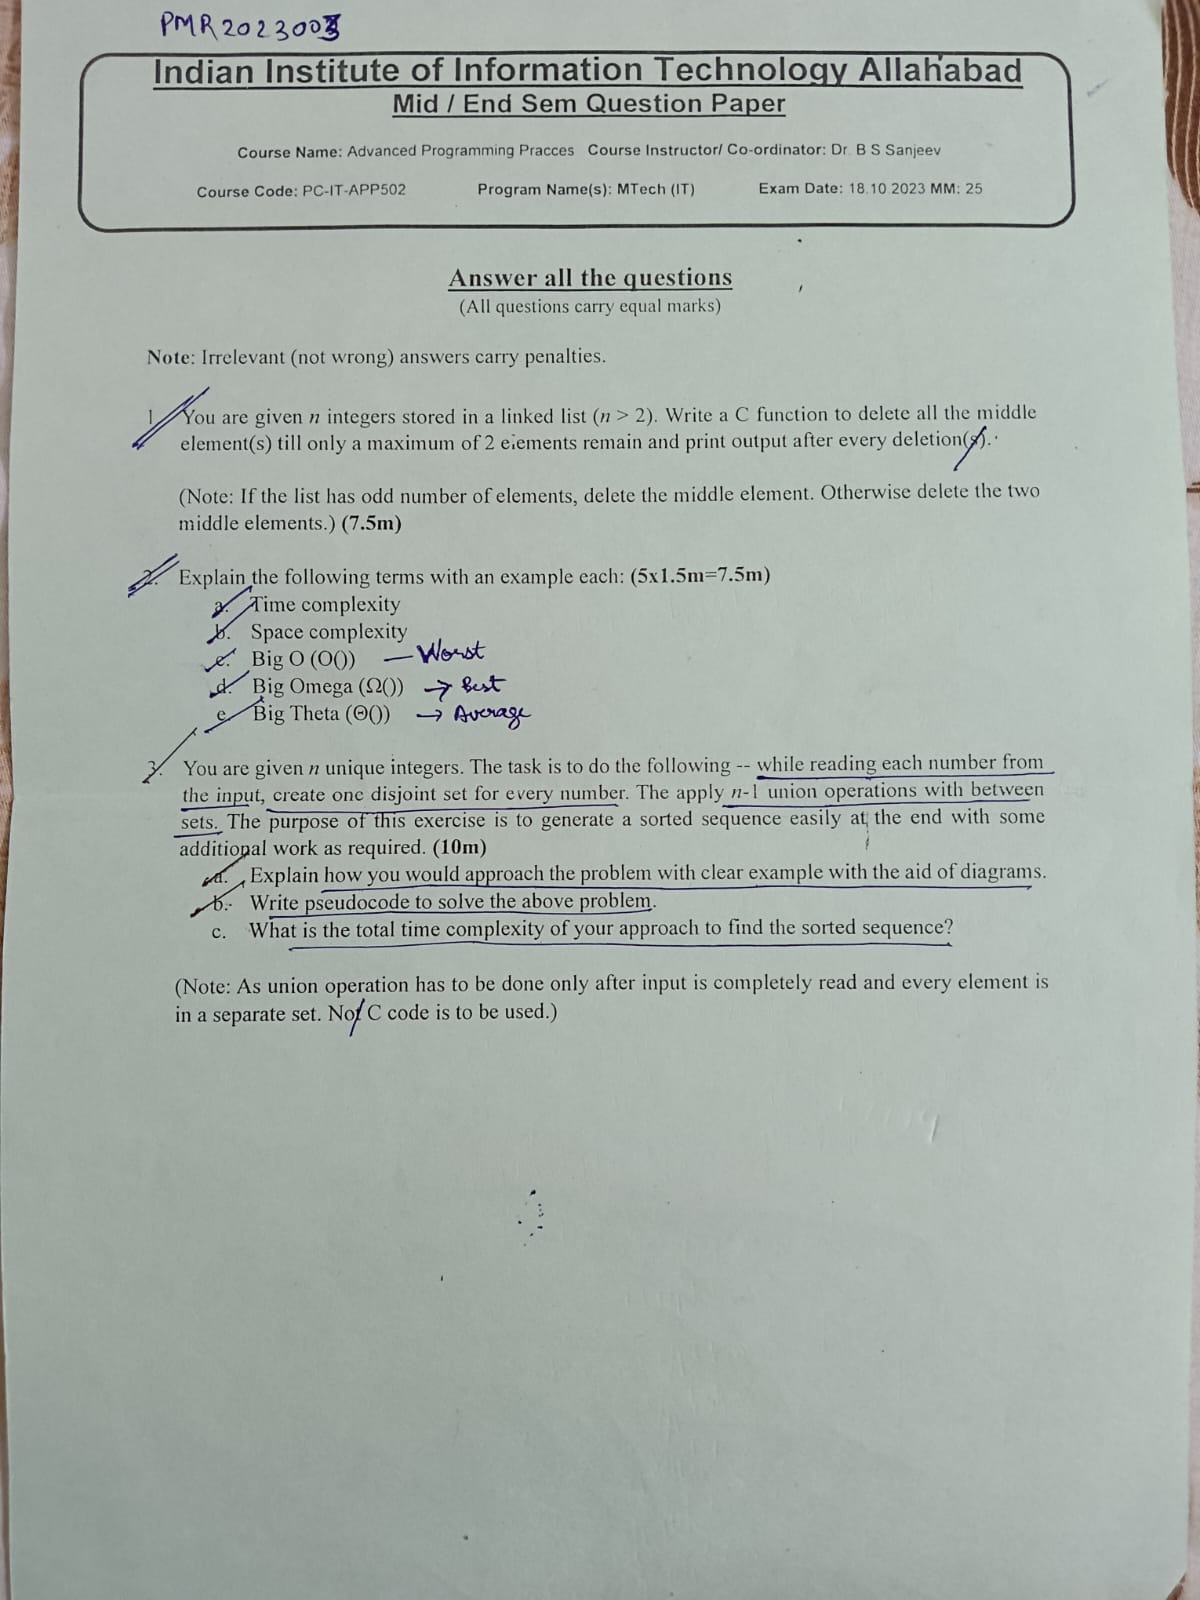 PMR2023003
Indian Institute of Information Technology Allahabad
Mid / End Sem Question Paper
Course Name: Advanced Programming Pracces Course Instructor/ Co-ordinator: Dr. B S Sanjeev
Course Code: PC-IT-APP502 Program Name(s): MTech (IT) Exam Date: 18.10.2023 MM: 25
Answer all the questions
(All questions carry equal marks)
Note: Irrelevant (not wrong) answers carry penalties.
1. You are given n integers stored in a linked list (n > 2). Write a C function to delete all the middle
element(s) till only a maximum of 2 elements remain and print output after every deletion(s).
(Note: If the list has odd number of elements, delete the middle element. Otherwise delete the two
middle elements.) (7.5m)
2. Explain the following terms with an example each: (5x1.5m=7.5m)
a. Time complexity
b. Space complexity
c. Big O (O()) — Worst
d. Big Omega (Ω()) → Best
e. Big Theta (Θ()) → Average
3. You are given n unique integers. The task is to do the following -- while reading each number from
the input, create one disjoint set for every number. The apply n-1 union operations with between
sets. The purpose of this exercise is to generate a sorted sequence easily at the end with some
additional work as required. (10m)
a. Explain how you would approach the problem with clear example with the aid of diagrams.
b. Write pseudocode to solve the above problem.
c. What is the total time complexity of your approach to find the sorted sequence?
(Note: As union operation has to be done only after input is completely read and every element is
in a separate set. Not C code is to be used.)